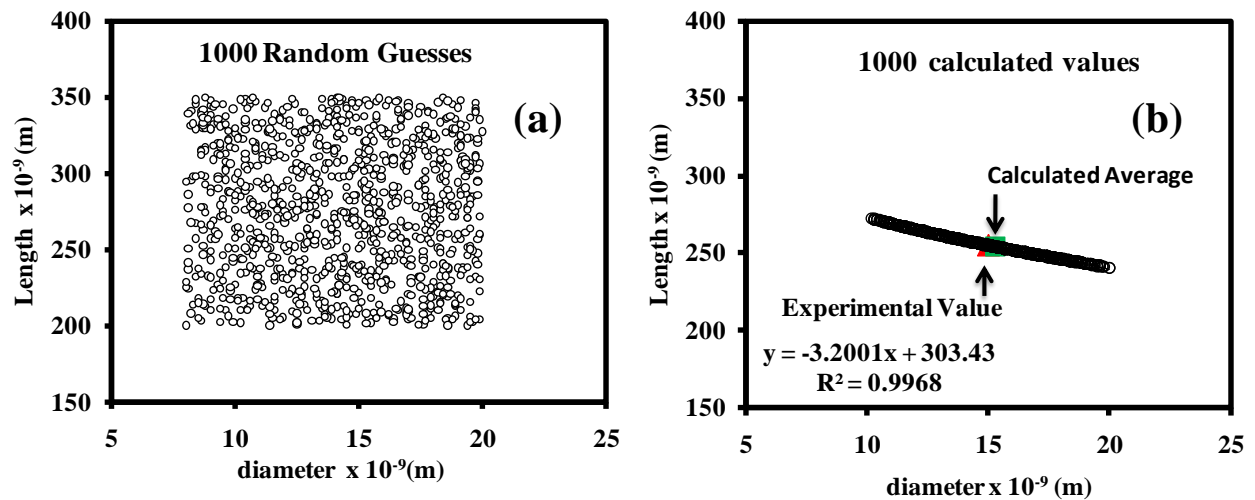 400
350
300
250
200
150
5
10
15
20
25
Length x 10⁻⁹ (m)
diameter x 10⁻⁹(m)
1000 Random Guesses
(a)
400
350
300
250
200
150
5
10
15
20
25
Length x 10⁻⁹ (m)
diameter x 10⁻⁹ (m)
1000 calculated values
(b)
Calculated Average
Experimental Value
y = -3.2001x + 303.43
R² = 0.9968